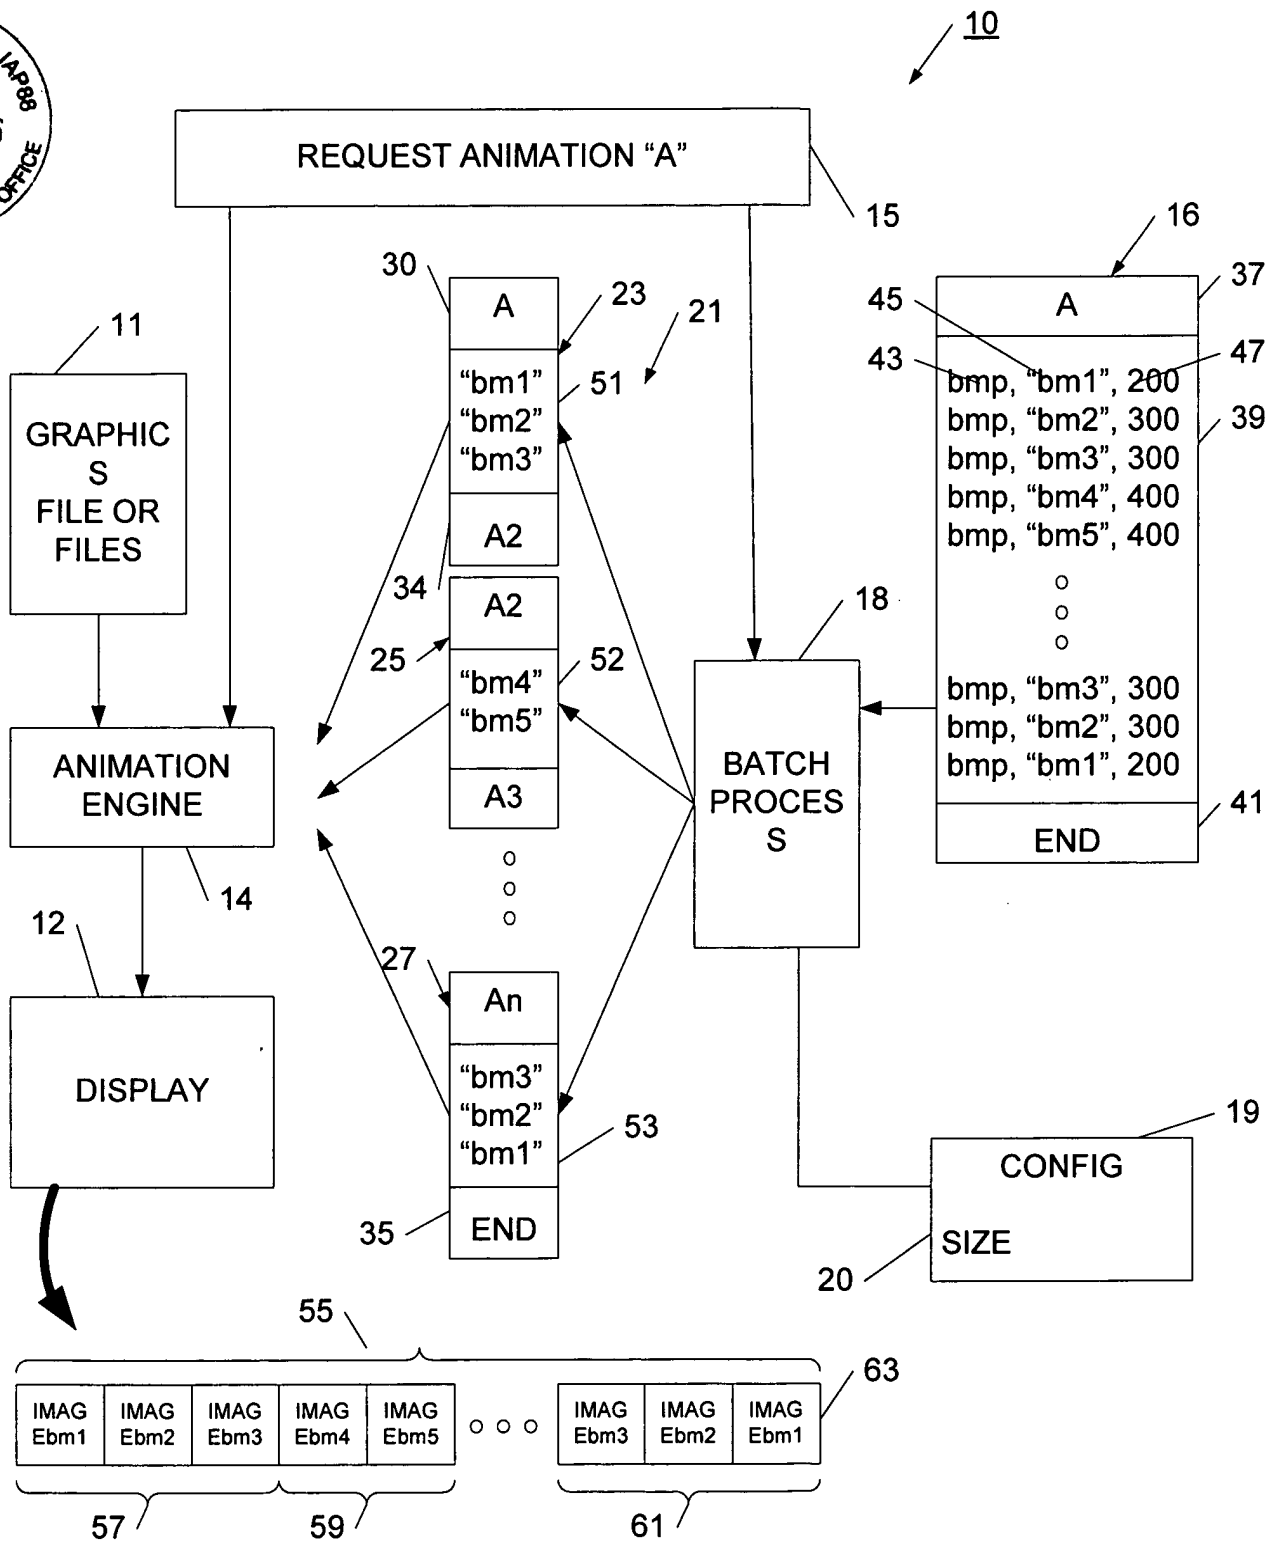 10
IAP88
OFFICE
REQUEST ANIMATION “A”
15
16
30
A
23
21
45
A
37
11
43
47
“bm1”
“bm2”
“bm3”
51
bmp, “bm1”, 200
bmp, “bm2”, 300
bmp, “bm3”, 300
bmp, “bm4”, 400
bmp, “bm5”, 400
39
GRAPHIC
S
FILE OR
FILES
A2
34
A2
18
25
52
“bm4”
“bm5”
bmp, “bm3”, 300
bmp, “bm2”, 300
bmp, “bm1”, 200
ANIMATION
ENGINE
BATCH
PROCES
S
A3
41
END
14
12
27
An
DISPLAY
“bm3”
“bm2”
“bm1”
53
19
CONFIG
35
END
SIZE
20
55
63
IMAG
Ebm1
IMAG
Ebm2
IMAG
Ebm3
IMAG
Ebm4
IMAG
Ebm5
IMAG
Ebm3
IMAG
Ebm2
IMAG
Ebm1
57
59
61